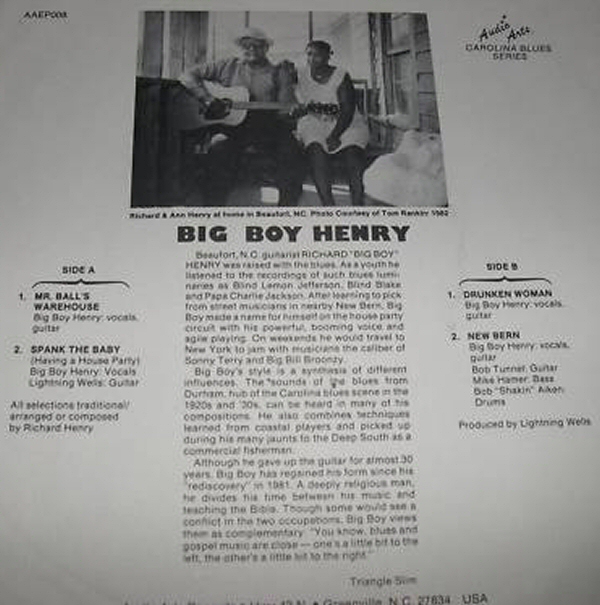 AAEP008
Audio Arts
CAROLINA BLUES
SERIES
Richard & Ann Henry at home in Beaufort, NC. Photo Courtesy of Tom Rankin 1982
BIG BOY HENRY
SIDE A
1. MR. BALL'S
WAREHOUSE
Big Boy Henry: vocals,
guitar
2. SPANK THE BABY
(Having a House Party)
Big Boy Henry: Vocals
Lightning Wells: Guitar
All selections traditional/
arranged or composed
by Richard Henry
Beaufort, N.C. guitarist RICHARD "BIG BOY"
HENRY was raised with the blues. As a youth he
listened to the recordings of such blues lumi-
naries as Blind Lemon Jefferson, Blind Blake
and Papa Charlie Jackson. After learning to pick
from street musicians in nearby New Bern, Big
Boy made a name for himself on the house party
circuit with his powerful, booming voice and
agile playing. On weekends he would travel to
New York to jam with musicians the caliber of
Sonny Terry and Big Bill Broonzy.
Big Boy's style is a synthesis of different
influences. The sounds of the blues from
Durham, hub of the Carolina blues scene in the
1920s and '30s, can be heard in many of his
compositions. He also combines techniques
learned from coastal players and picked up
during his many jaunts to the Deep South as a
commercial fisherman.
Although he gave up the guitar for almost 30
years, Big Boy has regained his form since his
"rediscovery" in 1981. A deeply religious man,
he divides his time between his music and
teaching the Bible. Though some would see a
conflict in the two occupations, Big Boy views
them as complementary: "You know, blues and
gospel music are close — one's a little bit to the
left, the other's a little bit to the right."
Triangle Slim
SIDE B
1. DRUNKEN WOMAN
Big Boy Henry: vocals,
guitar
2. NEW BERN
Big Boy Henry: vocals,
guitar
Bob Tunnel: Guitar
Mike Hamer: Bass
Bob "Shakin" Aiken:
Drums
Produced by Lightning Wells
Greenville, N.C. 27834 USA